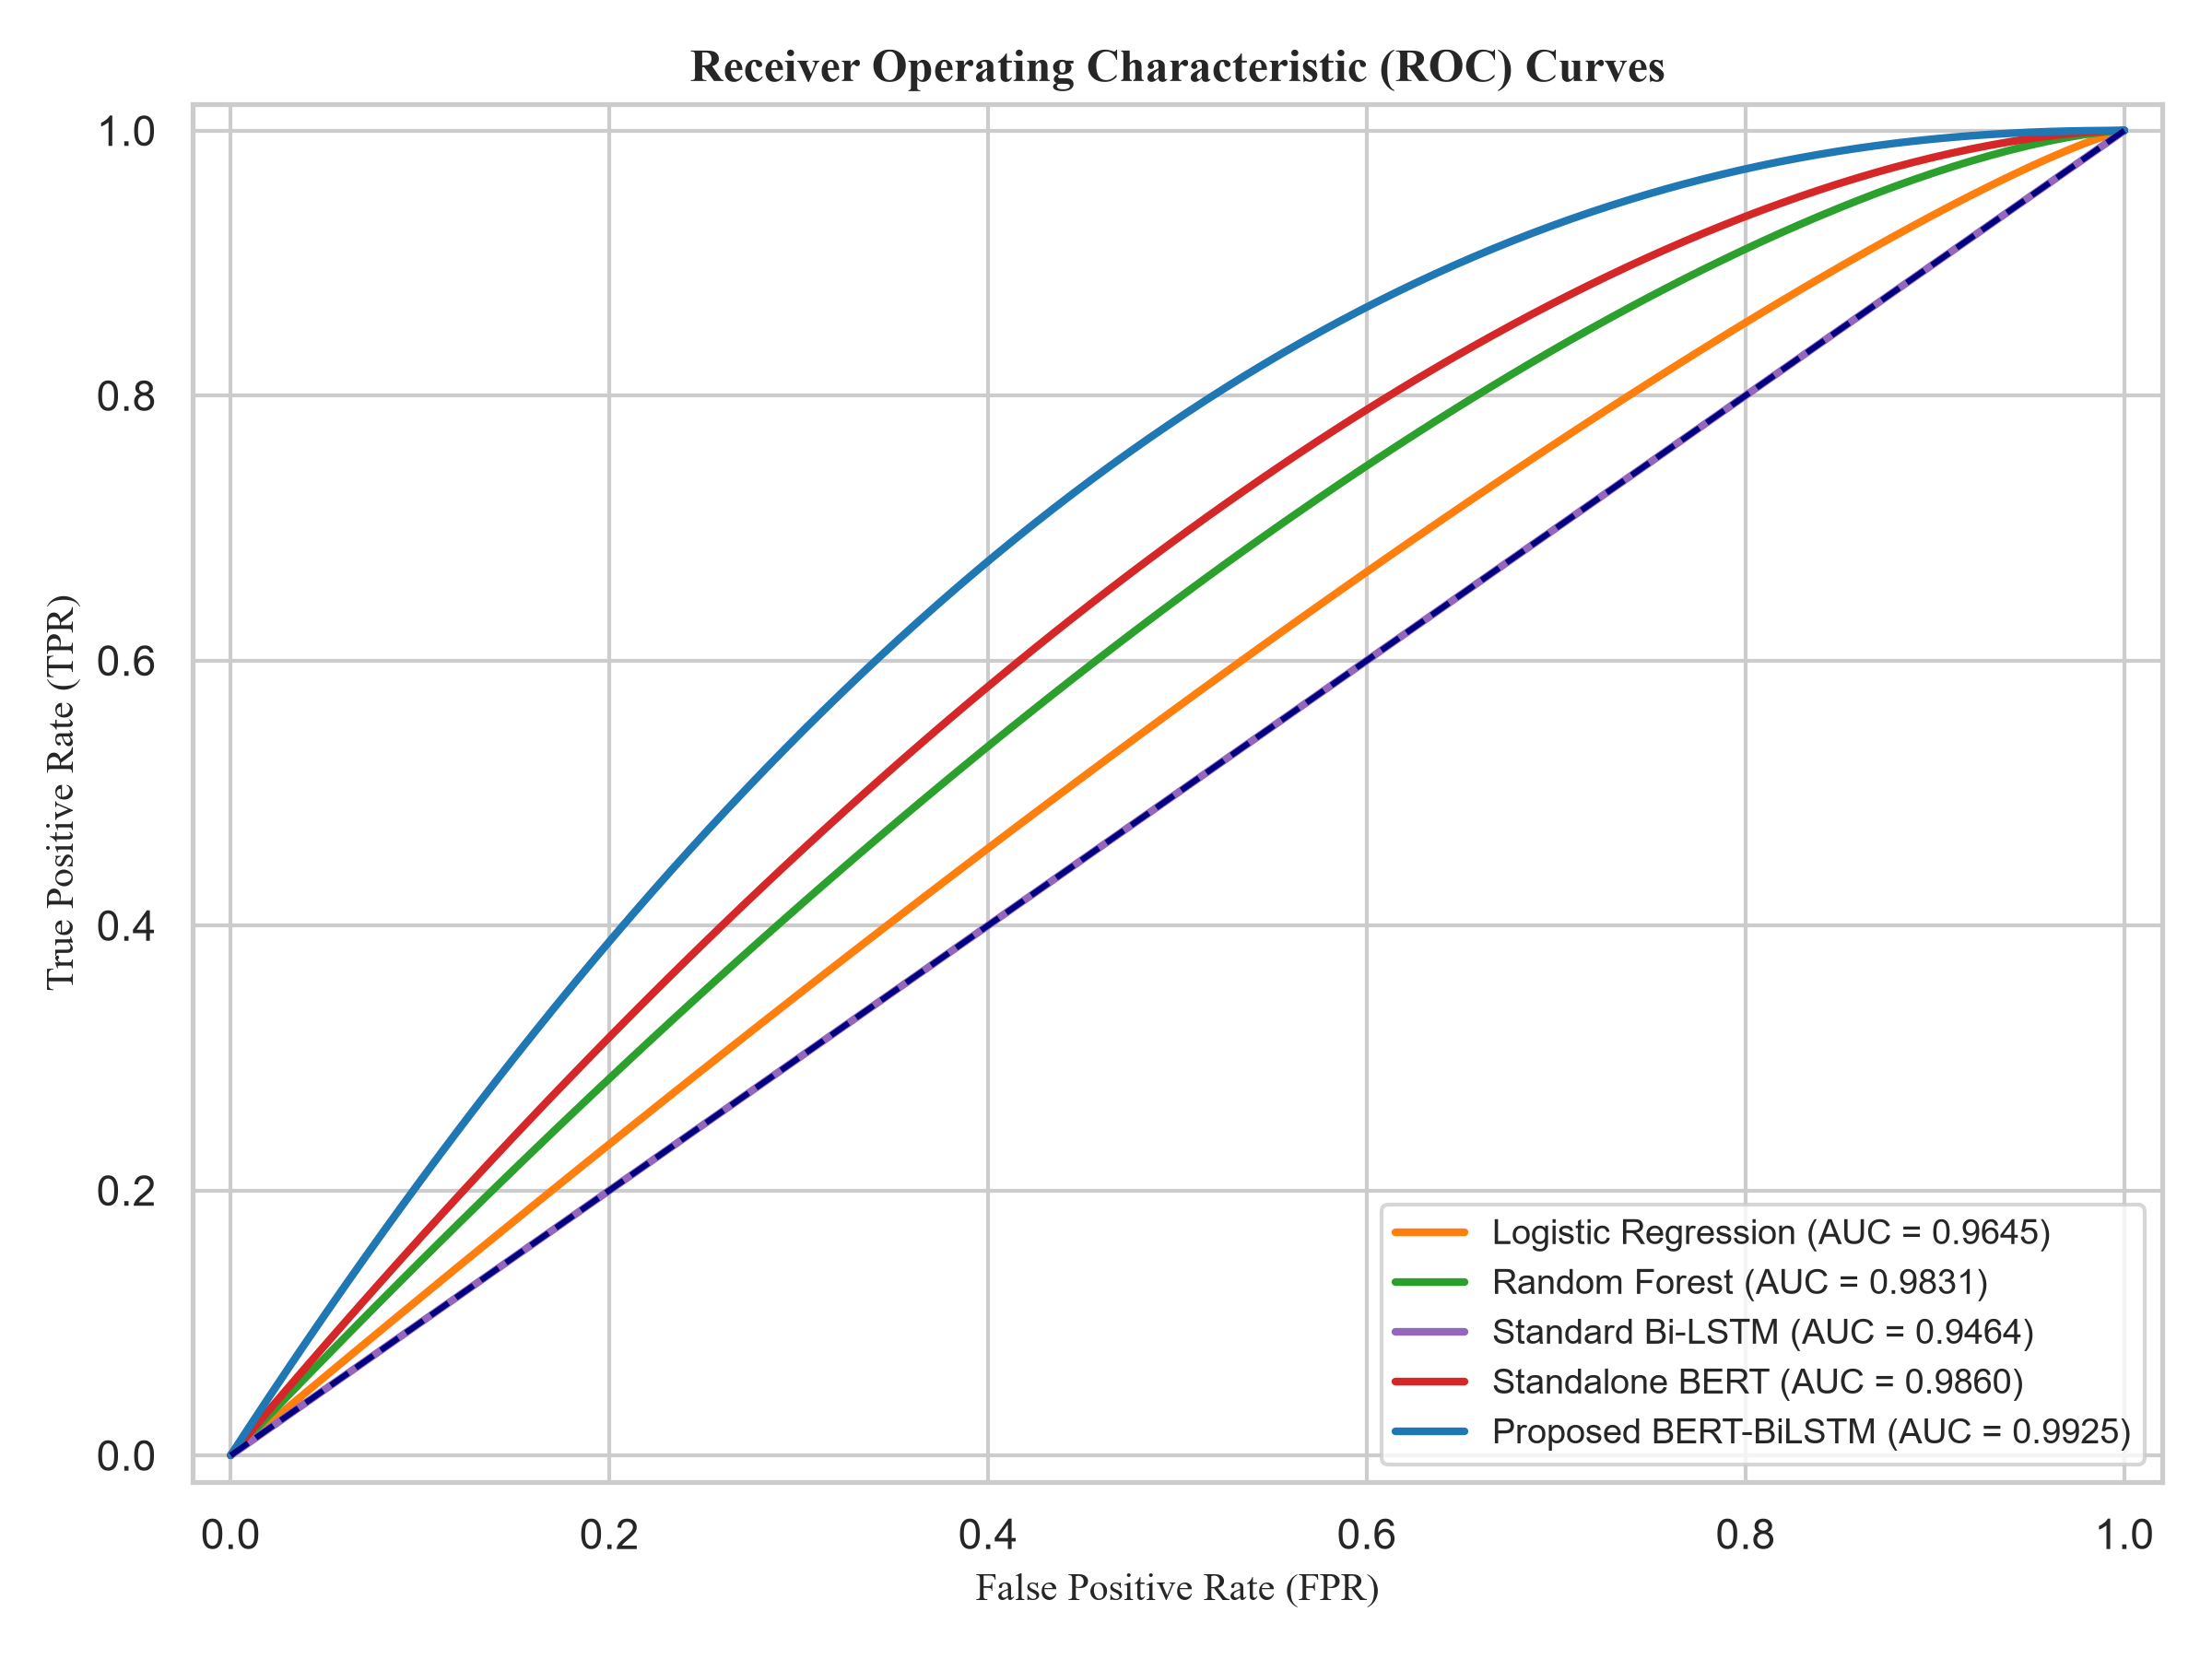 Receiver Operating Characteristic (ROC) Curves
1.0
0.8
0.6
0.4
0.2
0.0
True Positive Rate (TPR)
Logistic Regression (AUC = 0.9645)
Random Forest (AUC = 0.9831)
Standard Bi-LSTM (AUC = 0.9464)
Standalone BERT (AUC = 0.9860)
Proposed BERT-BiLSTM (AUC = 0.9925)
0.0 0.2 0.4 0.6 0.8 1.0
False Positive Rate (FPR)